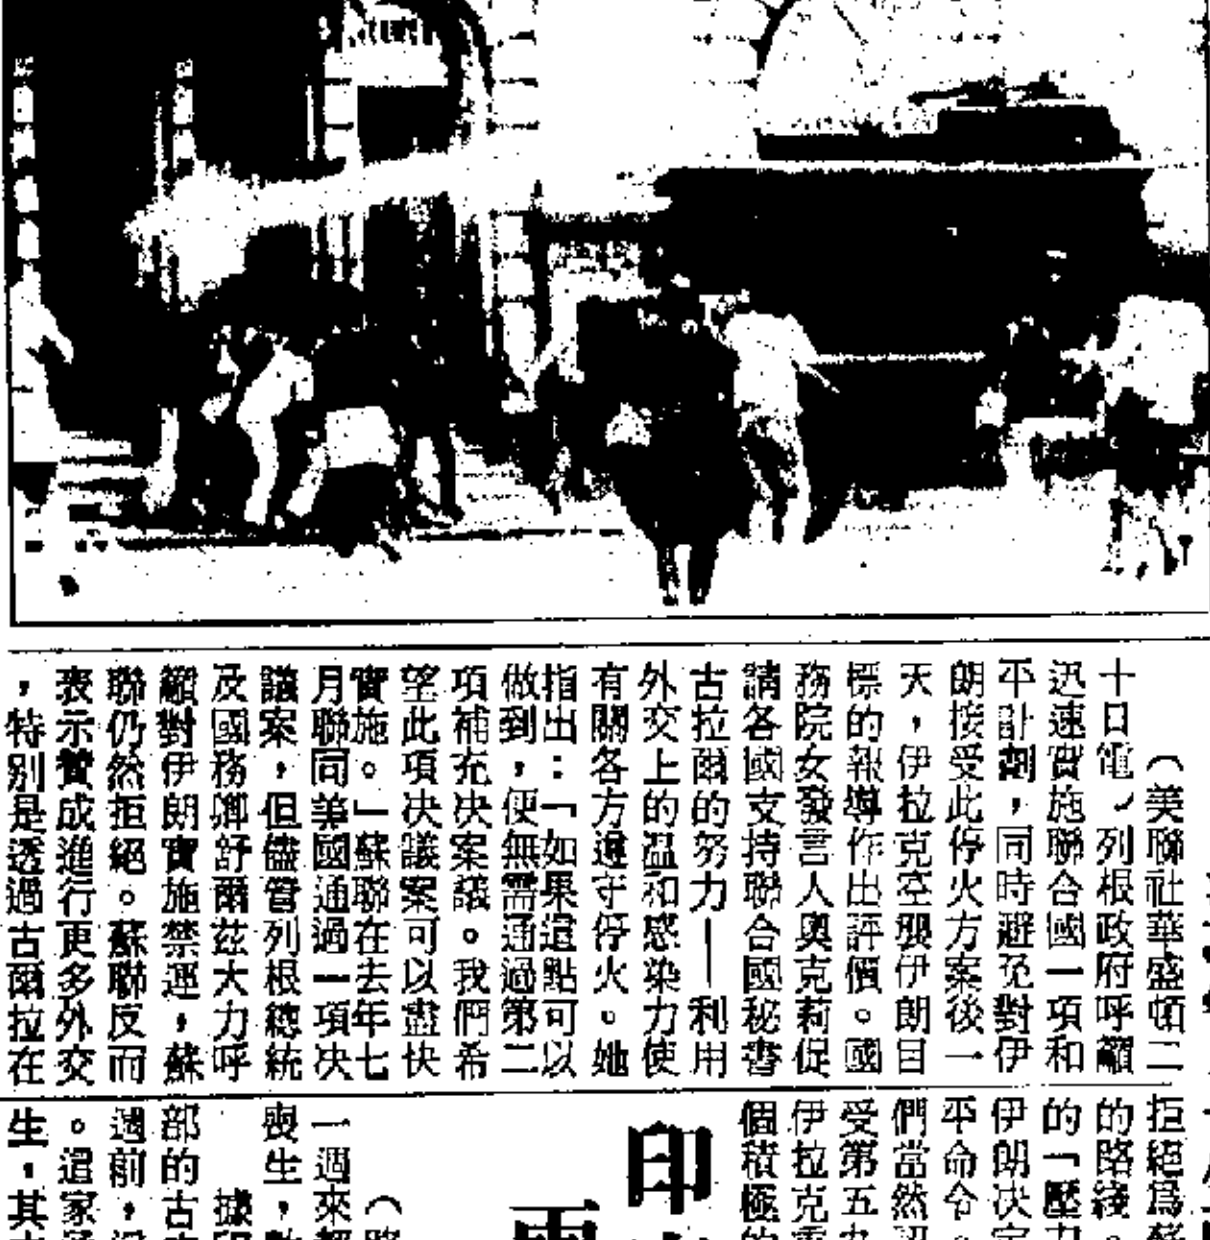 （美聯社華盛頓二
十日電）列根政府呼籲
迅速實施聯合國一項和
平計劃，同時避免對伊
朗接受此停火方案後一
天，伊拉克空襲伊朗目
標的報導作出評價。國
務院女發言人奧克莉促
請各國支持聯合國秘書
古拉爾的努力——利用
外交上的溫和感染力使
有關各方遵守停火。她
指出：「如果這點可以
做到，便無需通過第二
項補充決案議。我們希
望此項決議案可以盡快
實施。」蘇聯在去年七
月聯同美國通過一項決
議案，但儘管列根總統
及國務卿舒爾茲大力呼
籲對伊朗實施禁運，蘇
聯仍然拒絕。蘇聯反而
表示贊成進行更多外交
，特別是透過古爾拉在
拒絕爲蘇
的路綫。
的「壓力
伊朗決定
平命令。
們當然認
受第五九
伊拉克重
個積極的
印
一週來都
喪生，數
據印
部的古
週前，
。這家
生，其